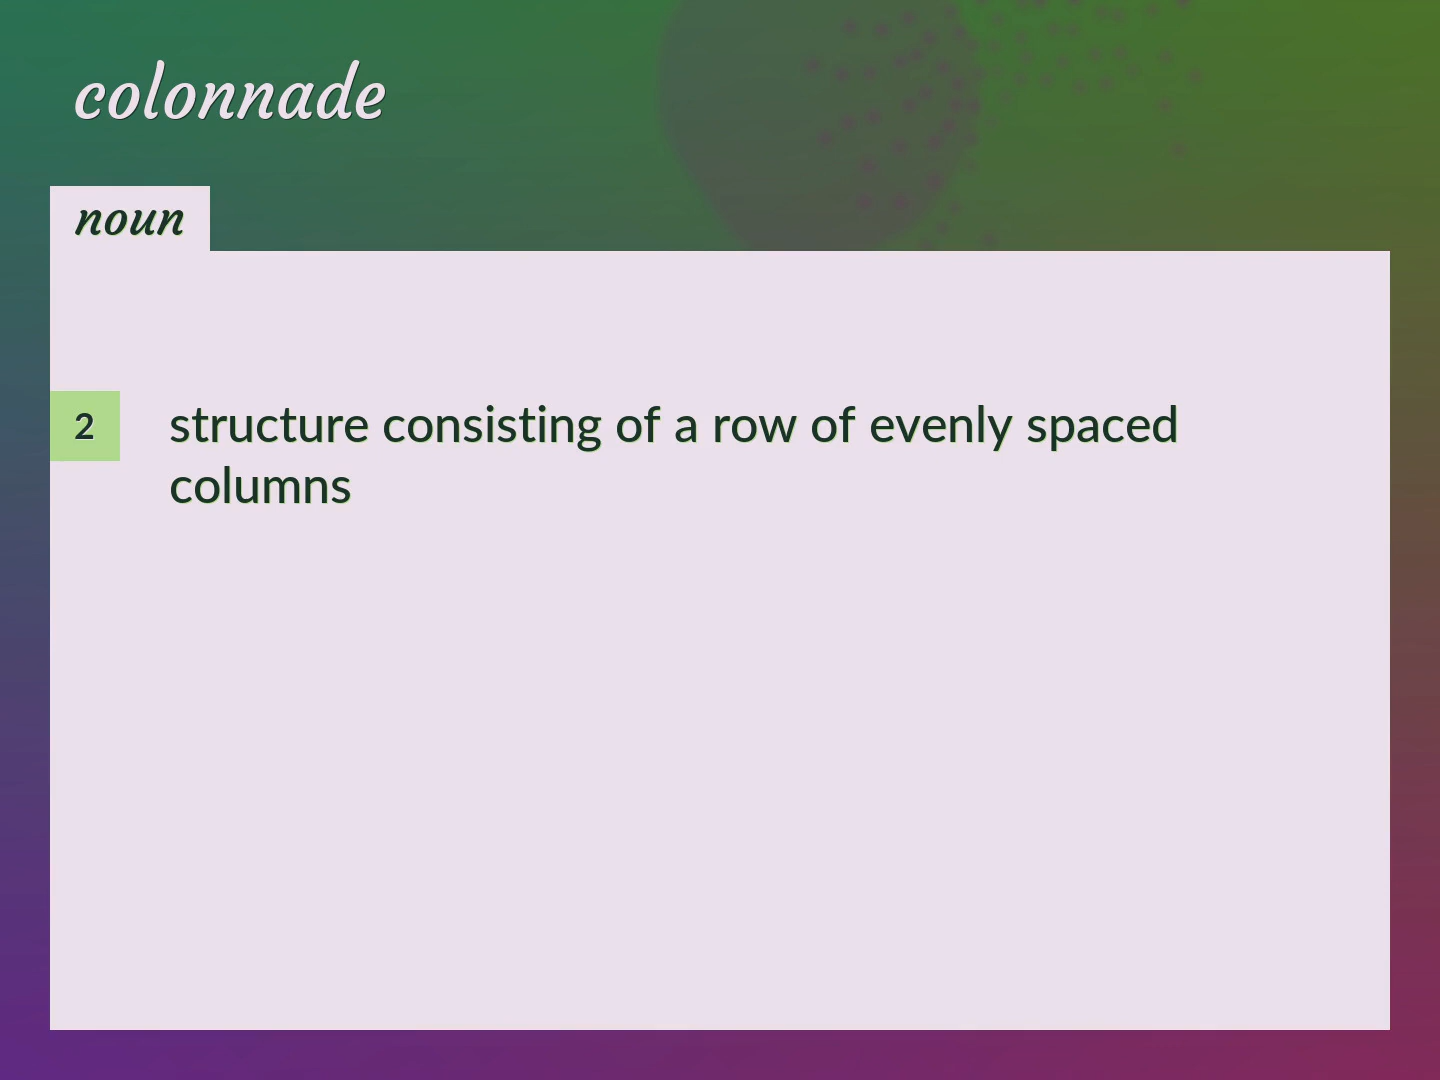 colonnade
noun
2
structure consisting of a row of evenly spaced
columns